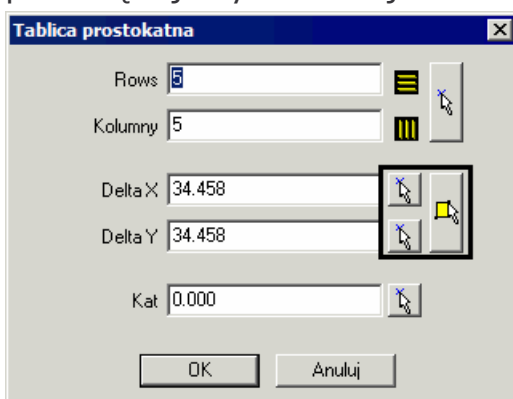 Tablica prostokatna
Rows 5
Kolumny 5
Delta X 34.458
Delta Y 34.458
Kat 0.000
OK Anuluj